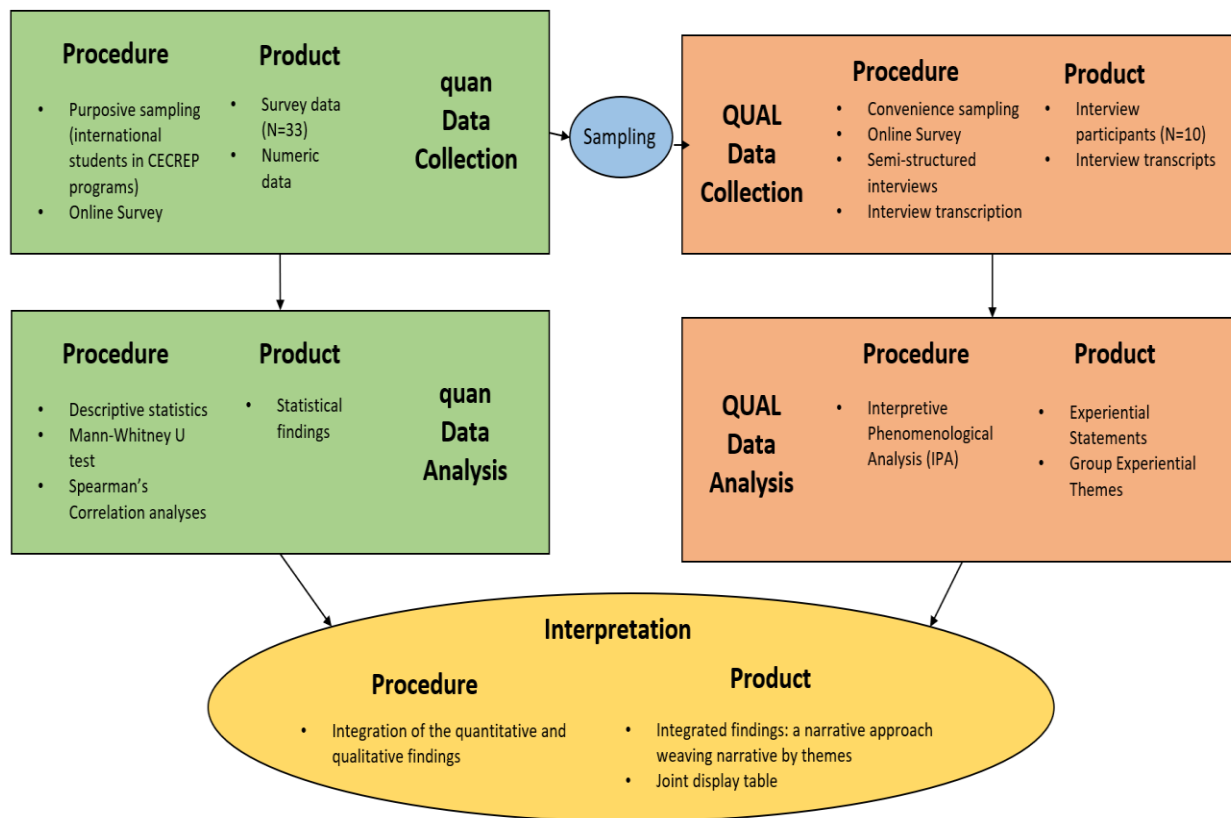 Procedure
• Purposive sampling
(international
students in CECREP
programs)
• Online Survey
Product
• Survey data
(N=33)
• Numeric
data
quan
Data
Collection
Sampling
QUAL
Data
Collection
Procedure
• Convenience sampling
• Online Survey
• Semi-structured
interviews
• Interview transcription
Product
• Interview
participants (N=10)
• Interview transcripts
Procedure
• Descriptive statistics
• Mann-Whitney U
test
• Spearman's
Correlation analyses
Product
• Statistical
findings
quan
Data
Analysis
QUAL
Data
Analysis
Procedure
• Interpretive
Phenomenological
Analysis (IPA)
Product
• Experiential
Statements
• Group Experiential
Themes
Interpretation
Procedure
• Integration of the quantitative and
qualitative findings
Product
• Integrated findings: a narrative approach
weaving narrative by themes
• Joint display table